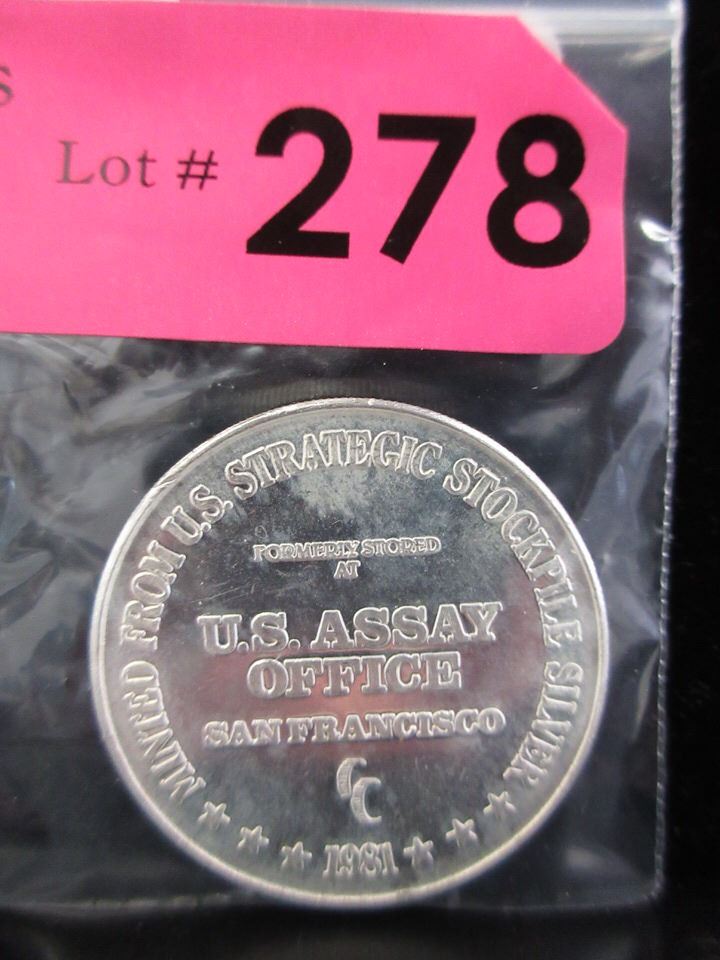 S
Lot # 278
MINTED FROM U.S. STRATEGIC STOCKPILE SILVER
FORMERLY STORED
AT
U.S. ASSAY
OFFICE
SAN FRANCISCO
CC
★ ★ ★ 1981 ★ ★ ★